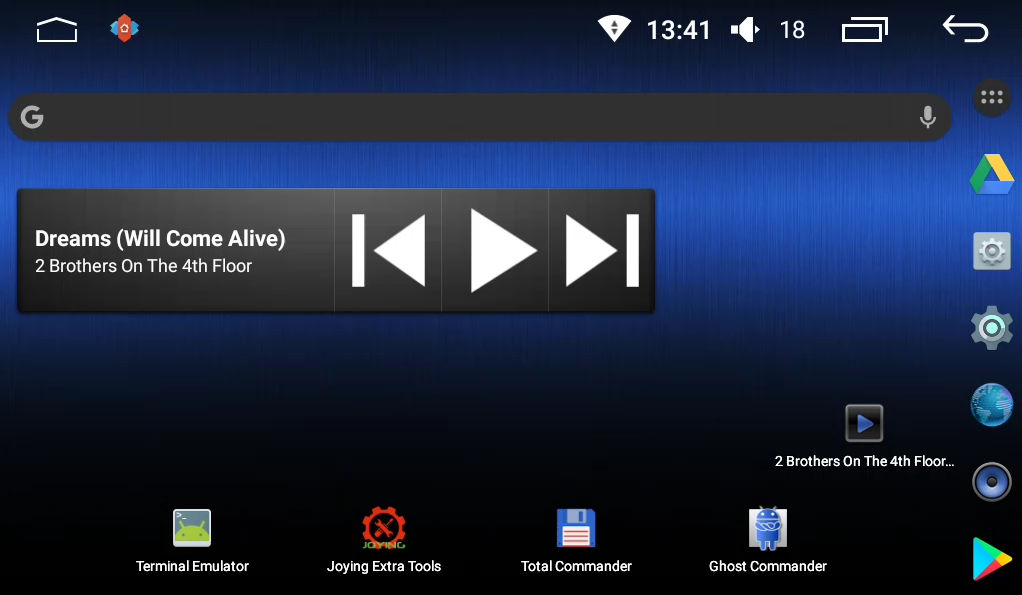 13:41 18
G
Dreams (Will Come Alive)
2 Brothers On The 4th Floor
2 Brothers On The 4th Floor...
>_
JOYING
Terminal Emulator
Joying Extra Tools
Total Commander
Ghost Commander